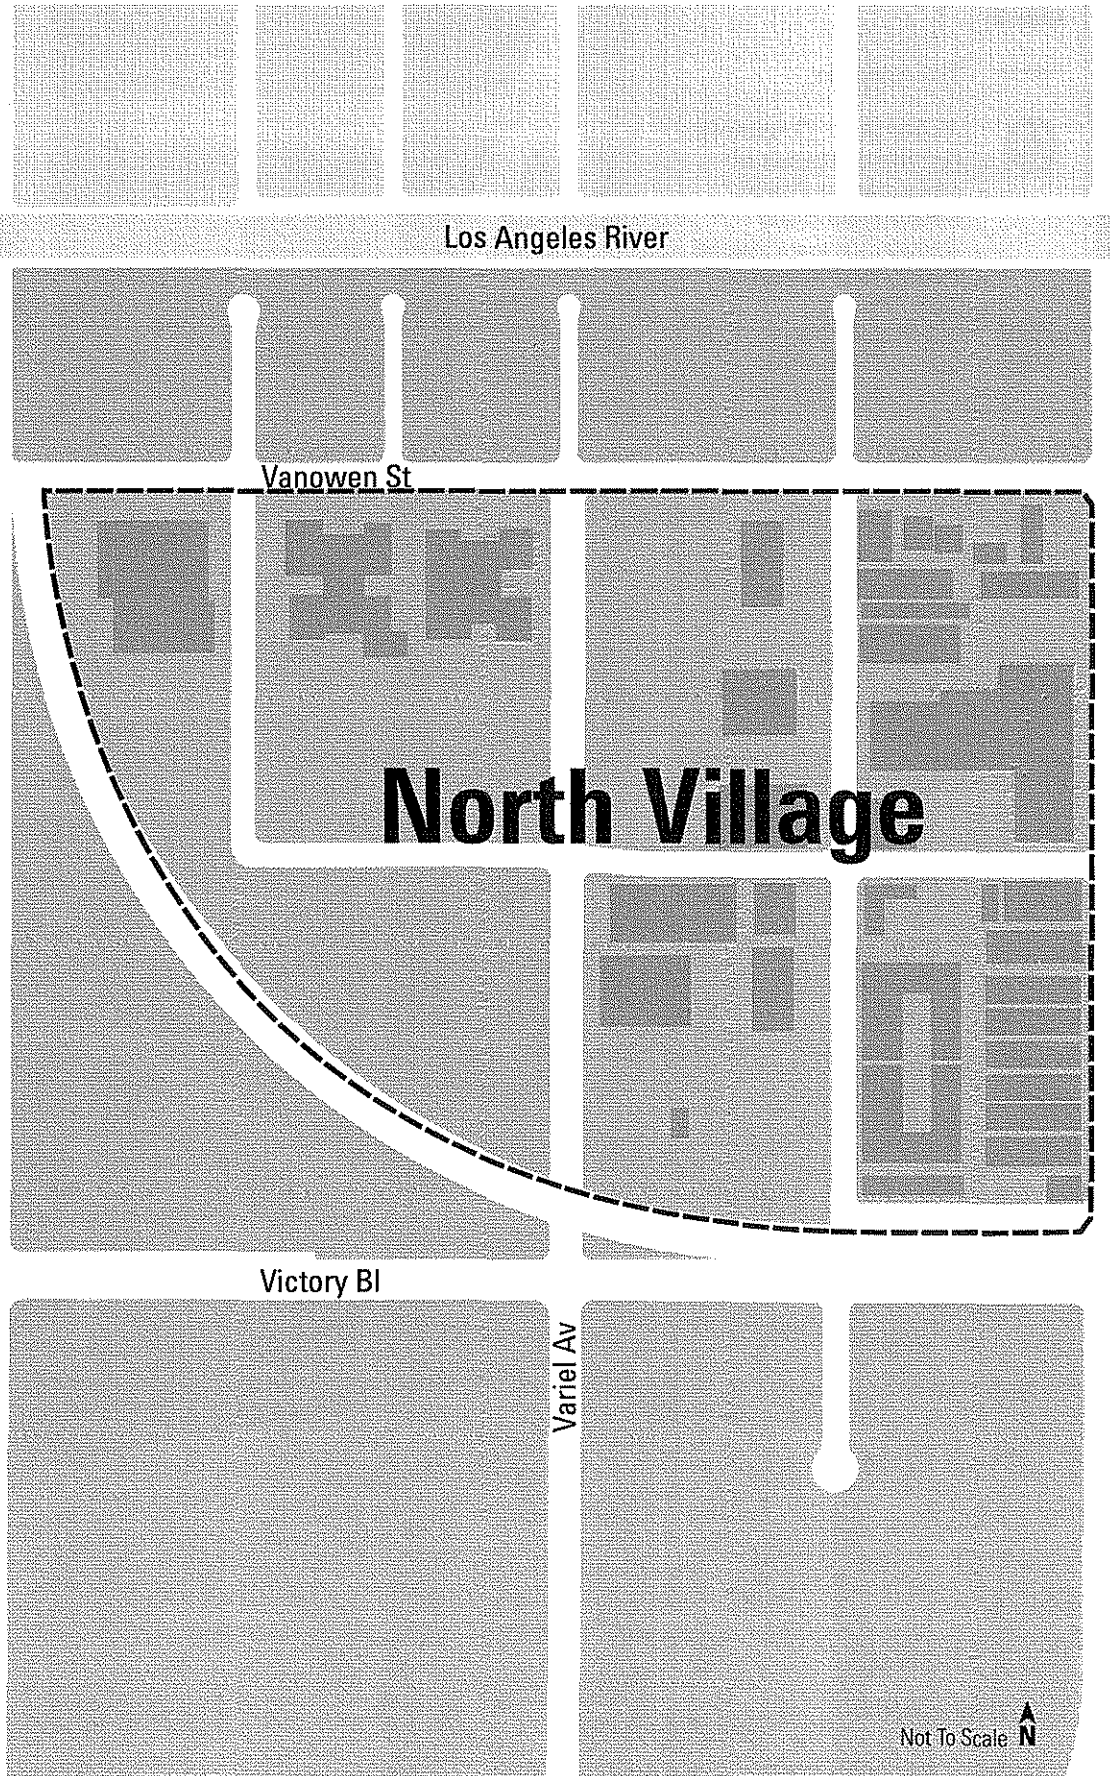 Los Angeles River
Vanowen St
North Village
Victory Bl
Variel Av
Not To Scale N